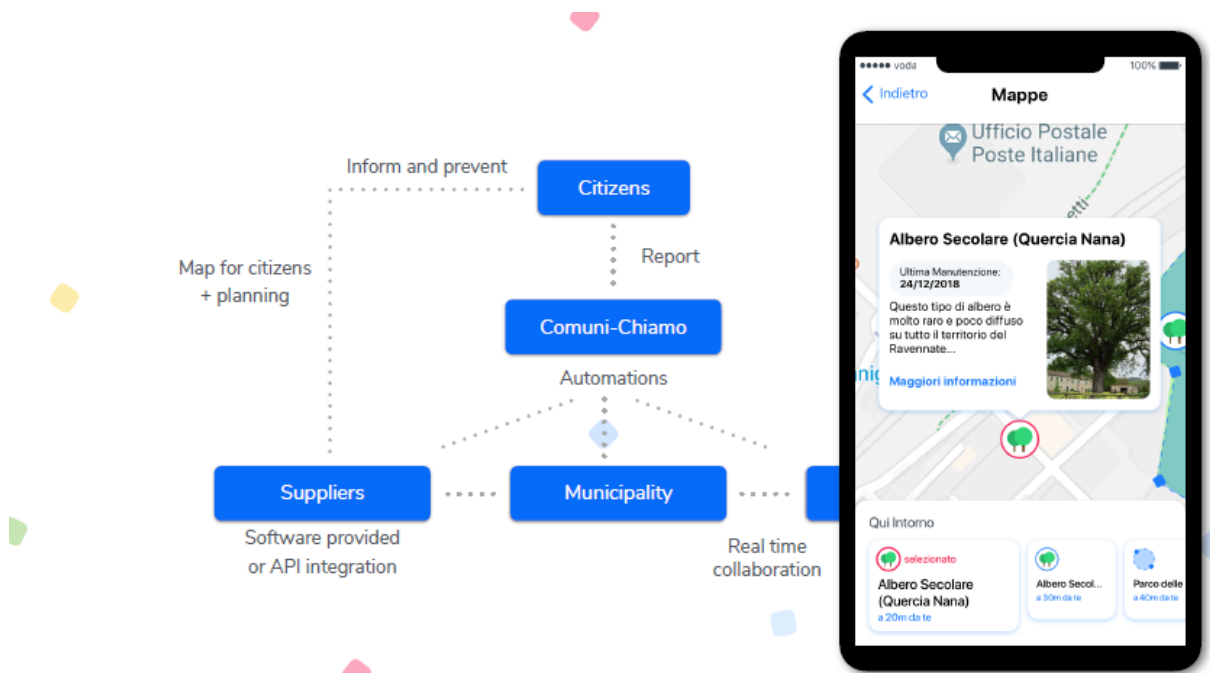 Inform and prevent
Citizens
Report
Map for citizens
+ planning
Comuni-Chiamo
Automations
Suppliers
Municipality
Software provided
or API integration
Real time
collaboration
voda
100%
Indietro
Mappe
Ufficio Postale
Poste Italiane
etti
Albero Secolare (Quercia Nana)
Ultima Manutenzione:
24/12/2018
Questo tipo di albero è
molto raro e poco diffuso
su tutto il territorio del
Ravennate...
Maggiori informazioni
Qui Intorno
selezionato
Albero Secolare
(Quercia Nana)
a 20m da te
Albero Secol...
a 30m da te
Parco delle
a 40m da te